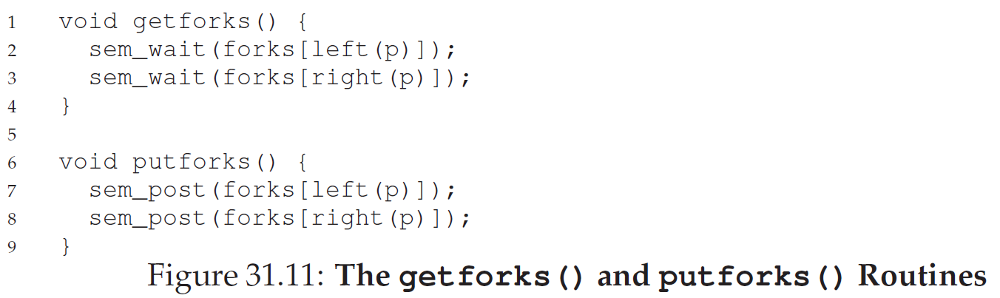 1 void getforks() {
2 sem_wait(forks[left(p)]);
3 sem_wait(forks[right(p)]);
4 }
5
6 void putforks() {
7 sem_post(forks[left(p)]);
8 sem_post(forks[right(p)]);
9 }
Figure 31.11: The getforks() and putforks() Routines